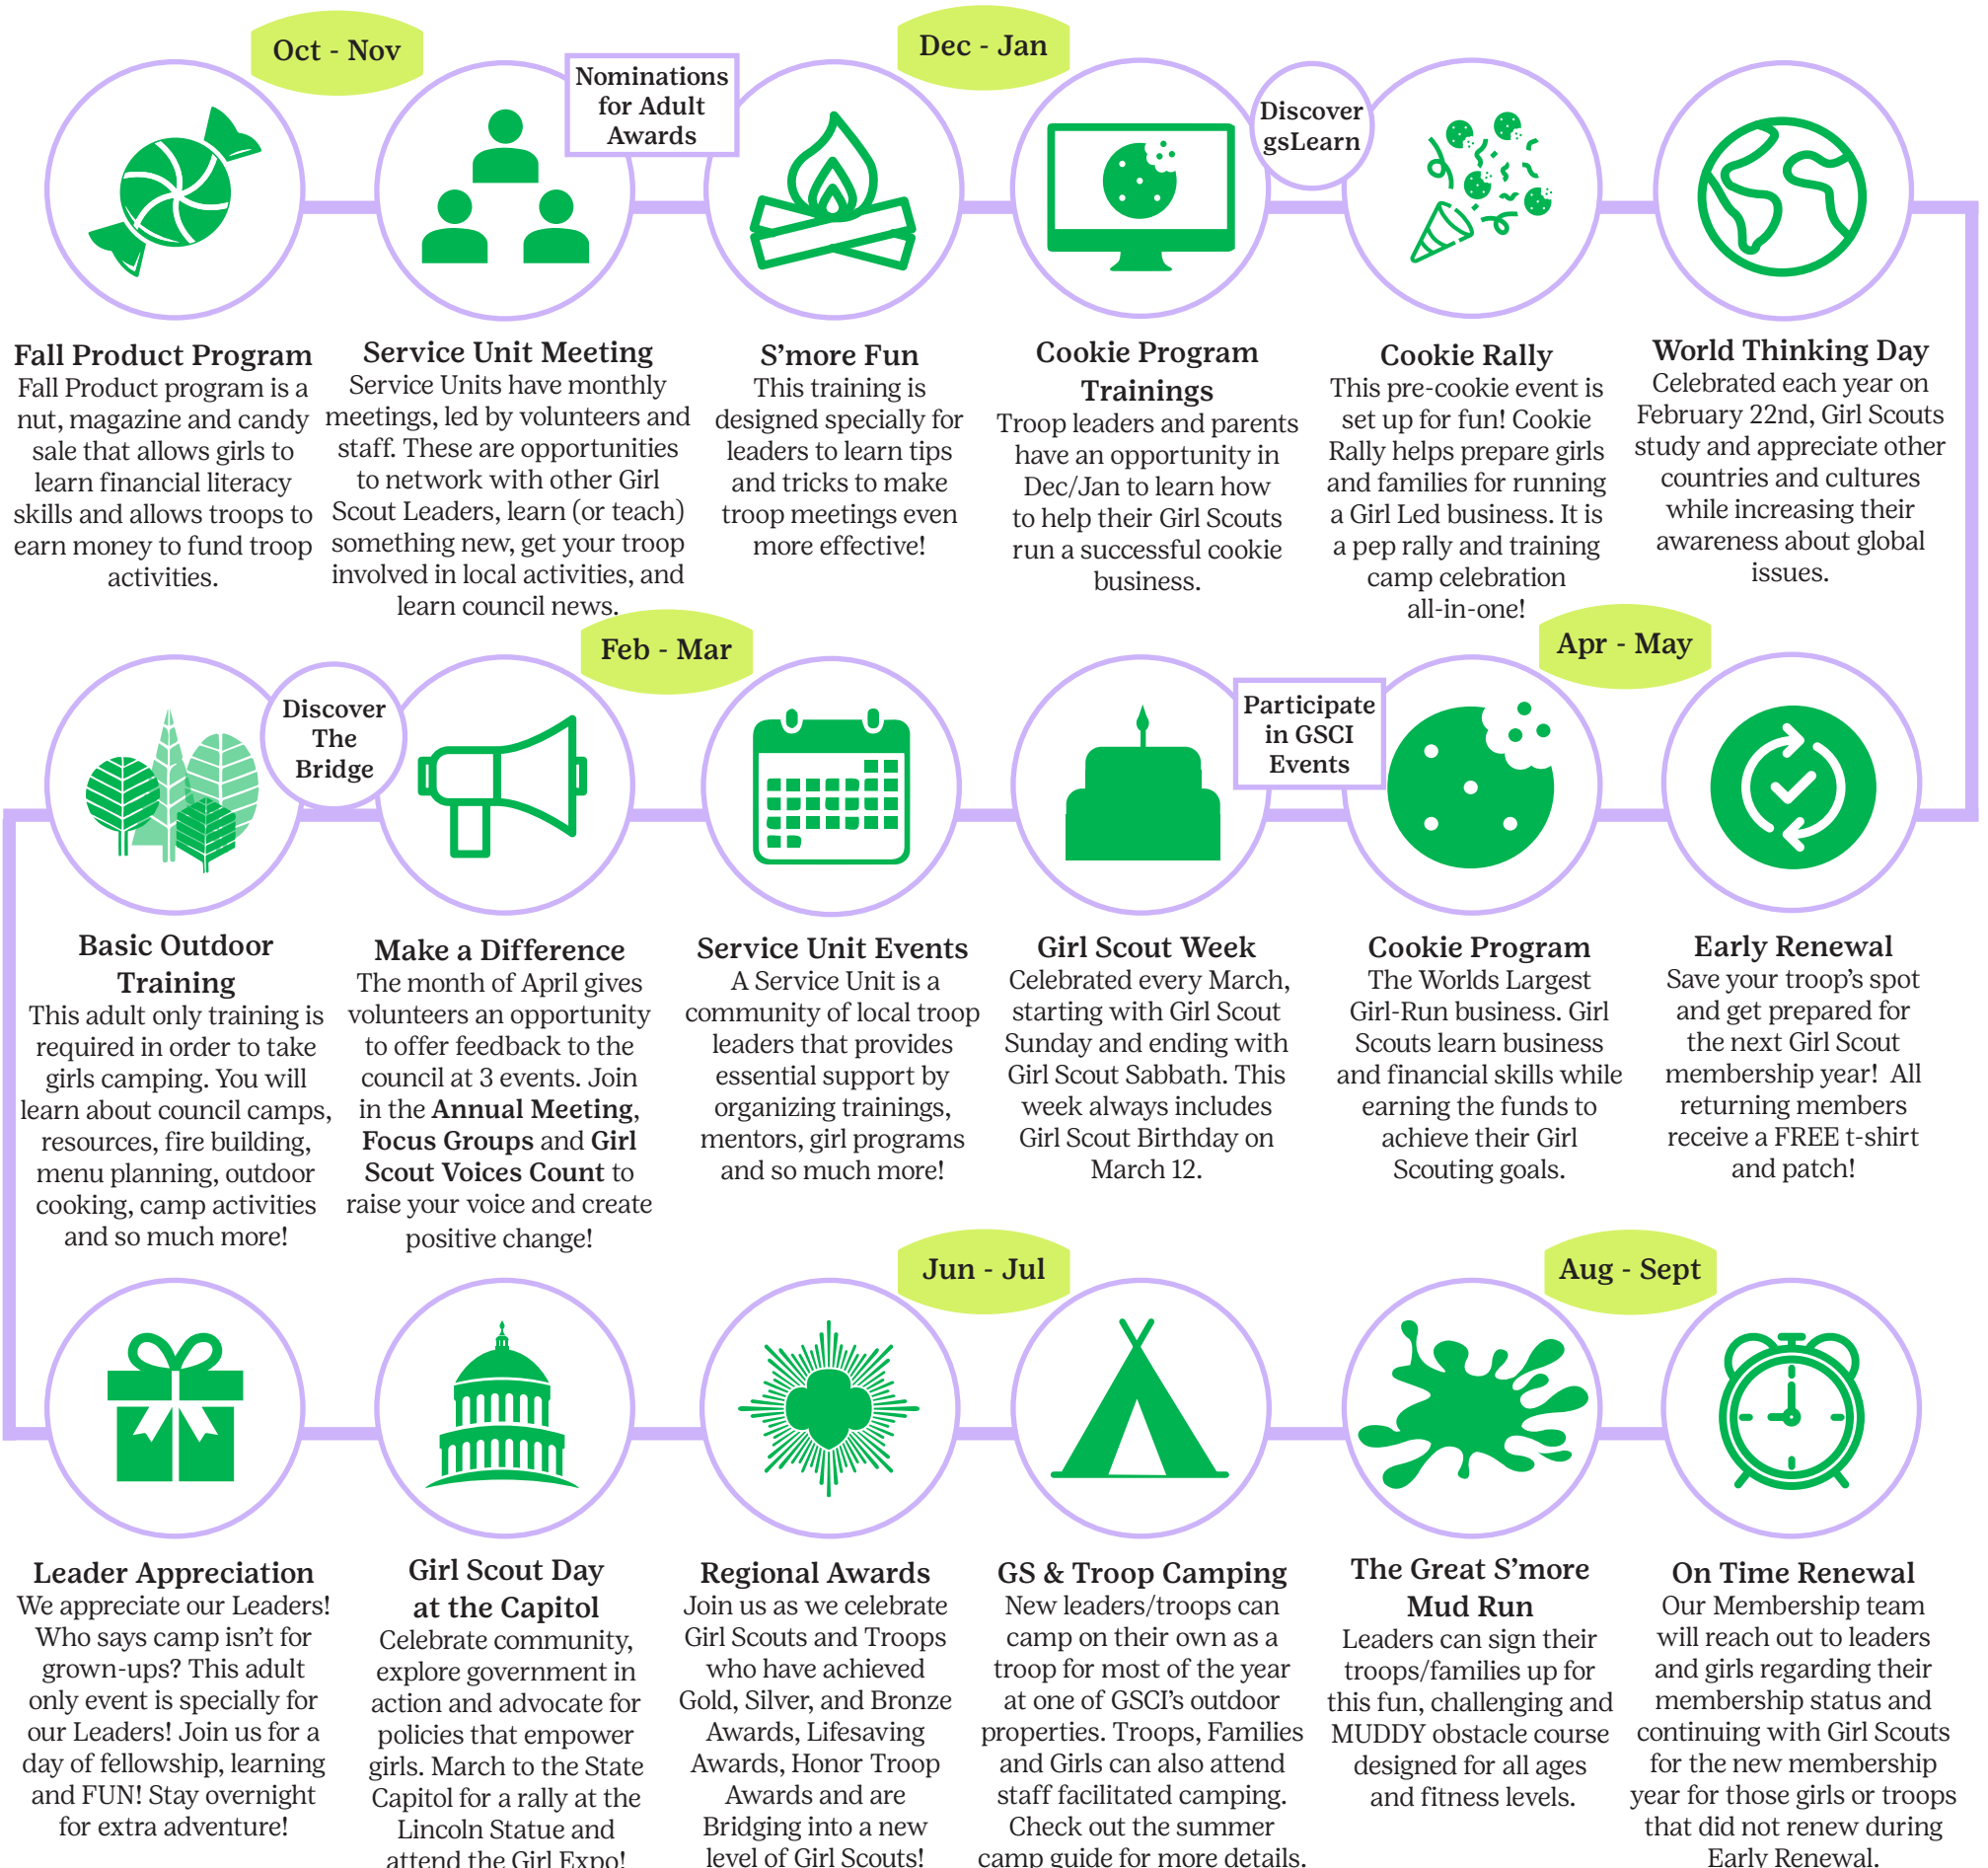 Oct - Nov
Nominations
for Adult
Awards
Dec - Jan
Discover
gsLearn
Fall Product Program
Fall Product program is a
nut, magazine and candy
sale that allows girls to
learn financial literacy
skills and allows troops to
earn money to fund troop
activities.
Service Unit Meeting
Service Units have monthly
meetings, led by volunteers and
staff. These are opportunities
to network with other Girl
Scout Leaders, learn (or teach)
something new, get your troop
involved in local activities, and
learn council news.
S’more Fun
This training is
designed specially for
leaders to learn tips
and tricks to make
troop meetings even
more effective!
Cookie Program
Trainings
Troop leaders and parents
have an opportunity in
Dec/Jan to learn how
to help their Girl Scouts
run a successful cookie
business.
Cookie Rally
This pre-cookie event is
set up for fun! Cookie
Rally helps prepare girls
and families for running
a Girl Led business. It is
a pep rally and training
camp celebration
all-in-one!
World Thinking Day
Celebrated each year on
February 22nd, Girl Scouts
study and appreciate other
countries and cultures
while increasing their
awareness about global
issues.
Discover
The
Bridge
Feb - Mar
Participate
in GSCI
Events
Apr - May
Basic Outdoor
Training
This adult only training is
required in order to take
girls camping. You will
learn about council camps,
resources, fire building,
menu planning, outdoor
cooking, camp activities
and so much more!
Make a Difference
The month of April gives
volunteers an opportunity
to offer feedback to the
council at 3 events. Join
in the Annual Meeting,
Focus Groups and Girl
Scout Voices Count to
raise your voice and create
positive change!
Service Unit Events
A Service Unit is a
community of local troop
leaders that provides
essential support by
organizing trainings,
mentors, girl programs
and so much more!
Girl Scout Week
Celebrated every March,
starting with Girl Scout
Sunday and ending with
Girl Scout Sabbath. This
week always includes
Girl Scout Birthday on
March 12.
Cookie Program
The Worlds Largest
Girl-Run business. Girl
Scouts learn business
and financial skills while
earning the funds to
achieve their Girl
Scouting goals.
Early Renewal
Save your troop’s spot
and get prepared for
the next Girl Scout
membership year! All
returning members
receive a FREE t-shirt
and patch!
Jun - Jul
Aug - Sept
Leader Appreciation
We appreciate our Leaders!
Who says camp isn’t for
grown-ups? This adult
only event is specially for
our Leaders! Join us for a
day of fellowship, learning
and FUN! Stay overnight
for extra adventure!
Girl Scout Day
at the Capitol
Celebrate community,
explore government in
action and advocate for
policies that empower
girls. March to the State
Capitol for a rally at the
Lincoln Statue and
attend the Girl Expo!
Regional Awards
Join us as we celebrate
Girl Scouts and Troops
who have achieved
Gold, Silver, and Bronze
Awards, Lifesaving
Awards, Honor Troop
Awards and are
Bridging into a new
level of Girl Scouts!
GS & Troop Camping
New leaders/troops can
camp on their own as a
troop for most of the year
at one of GSCI’s outdoor
properties. Troops, Families
and Girls can also attend
staff facilitated camping.
Check out the summer
camp guide for more details.
The Great S’more
Mud Run
Leaders can sign their
troops/families up for
this fun, challenging and
MUDDY obstacle course
designed for all ages
and fitness levels.
On Time Renewal
Our Membership team
will reach out to leaders
and girls regarding their
membership status and
continuing with Girl Scouts
for the new membership
year for those girls or troops
that did not renew during
Early Renewal.